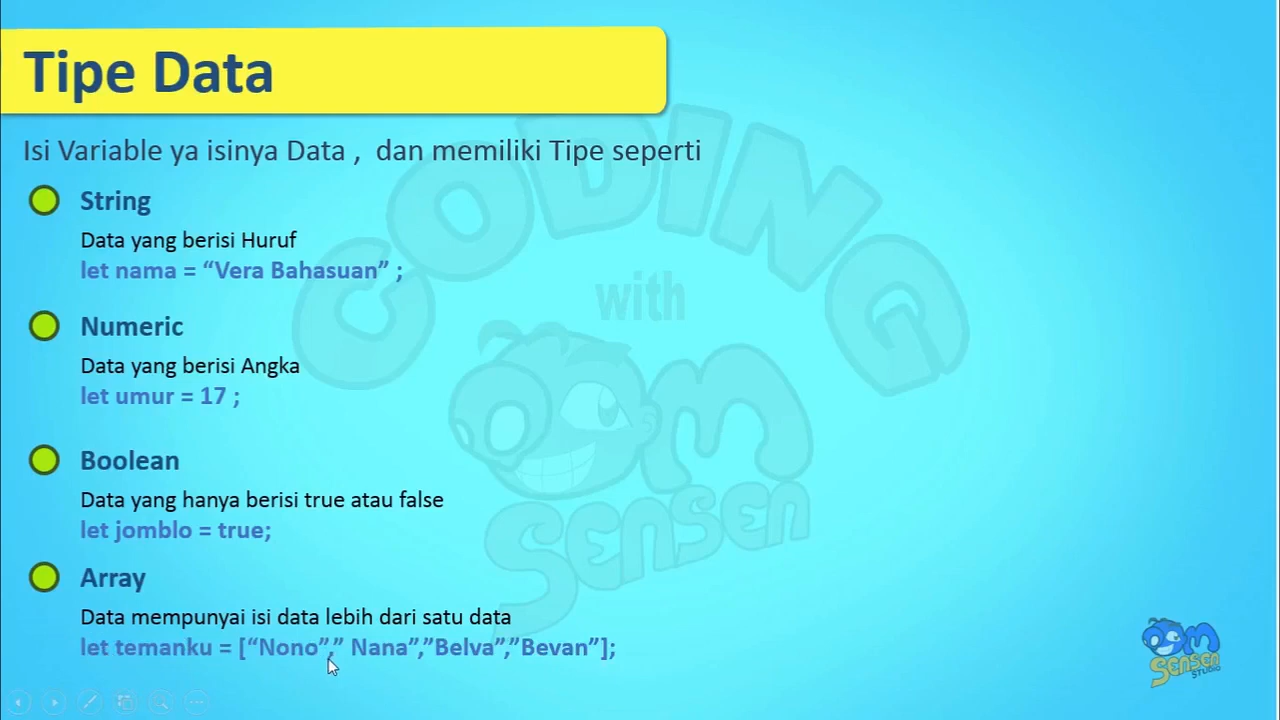 Tipe Data
Isi Variable ya isinya Data ,  dan memiliki Tipe seperti
String
Data yang berisi Huruf
let nama = “Vera Bahasuan” ;
Numeric
Data yang berisi Angka
let umur = 17 ;
Boolean
Data yang hanya berisi true atau false
let jomblo = true;
Array
Data mempunyai isi data lebih dari satu data
let temanku = [“Nono”,” Nana”,”Belva”,”Bevan”];
CODING
with
OOM
SENSEN
OOM
SENSEN
STUDIO